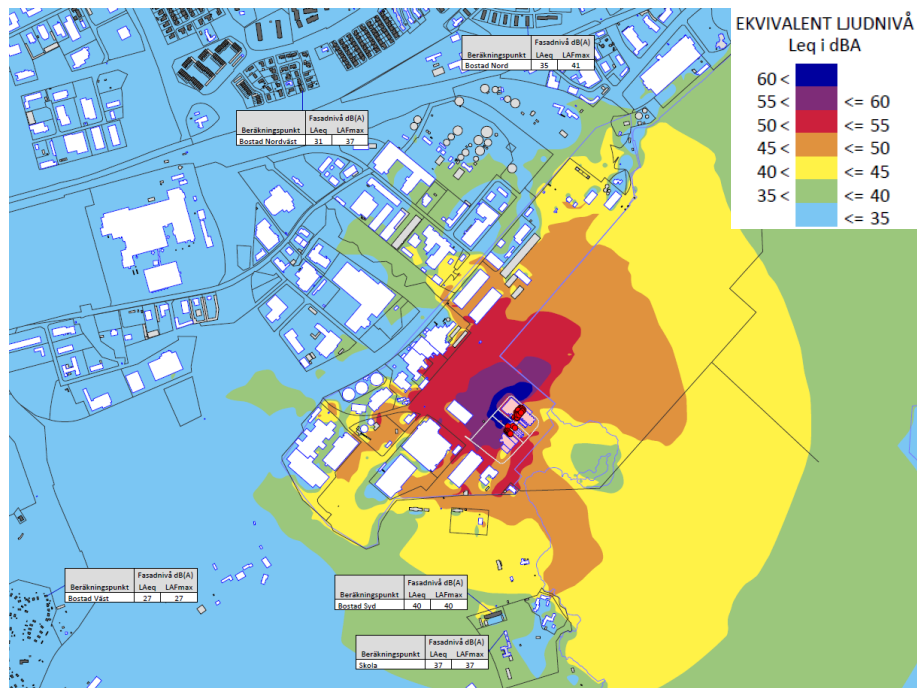 EKVIVALENT LJUDNIVÅ
Leq i dBA
60 <
55 < <= 60
50 < <= 55
45 < <= 50
40 < <= 45
35 < <= 40
<= 35
Fasadnivå dB(A)
Beräkningspunkt LAeq LAFmax
Bostad Nord 35 41
Fasadnivå dB(A)
Beräkningspunkt LAeq LAFmax
Bostad Nordväst 31 37
Fasadnivå dB(A)
Beräkningspunkt LAeq LAFmax
Bostad Väst 27 27
Fasadnivå dB(A)
Beräkningspunkt LAeq LAFmax
Bostad Syd 40 40
Fasadnivå dB(A)
Beräkningspunkt LAeq LAFmax
Skola 37 37